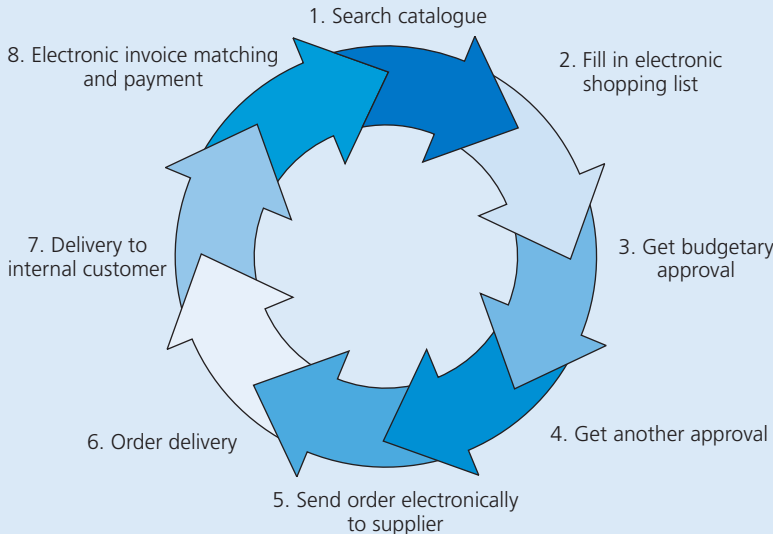 1. Search catalogue
2. Fill in electronic
shopping list
3. Get budgetary
approval
4. Get another approval
5. Send order electronically
to supplier
6. Order delivery
7. Delivery to
internal customer
8. Electronic invoice matching
and payment